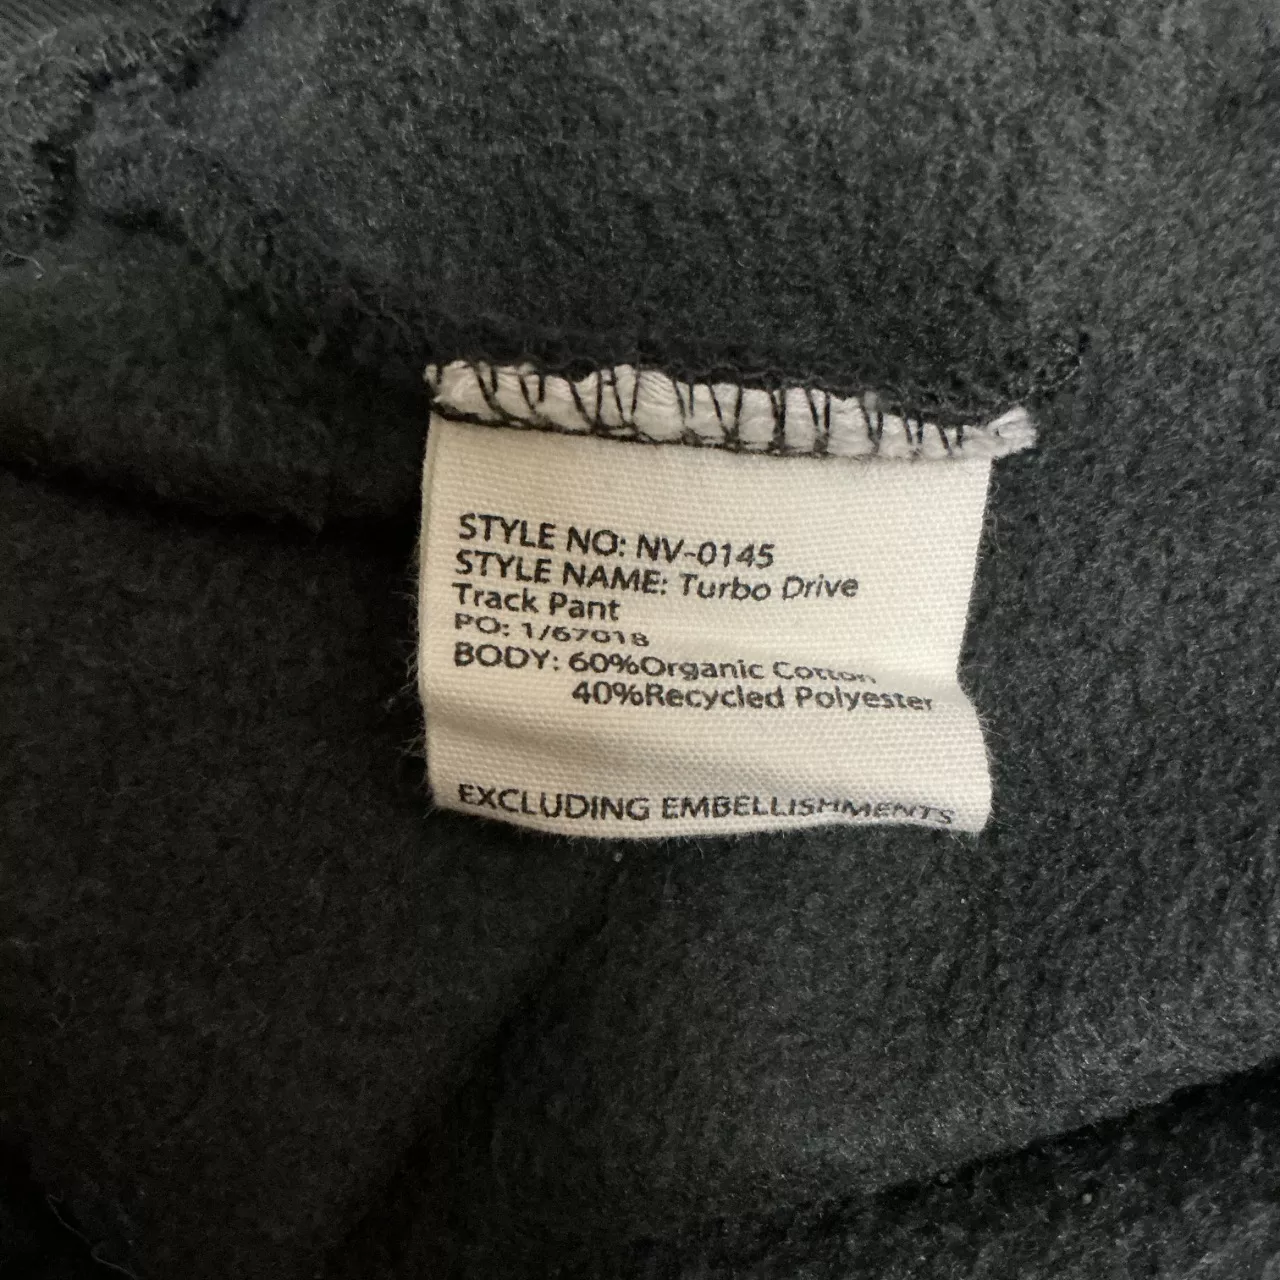 STYLE NO: NV-0145
STYLE NAME: Turbo Drive
Track Pant
PO: 1/67018
BODY: 60%Organic Cotton
40%Recycled Polyester
EXCLUDING EMBELLISHMENTS